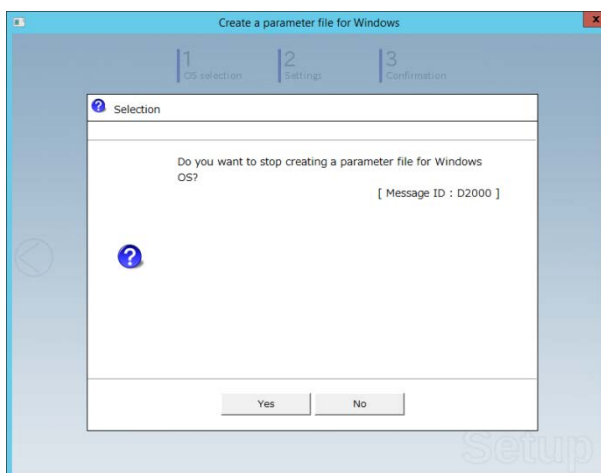 Create a parameter file for Windows
x
1
2
3
OS selection
Settings
Confirmation
Selection
Do you want to stop creating a parameter file for Windows
OS?
[ Message ID : D2000 ]
Yes
No
Setup